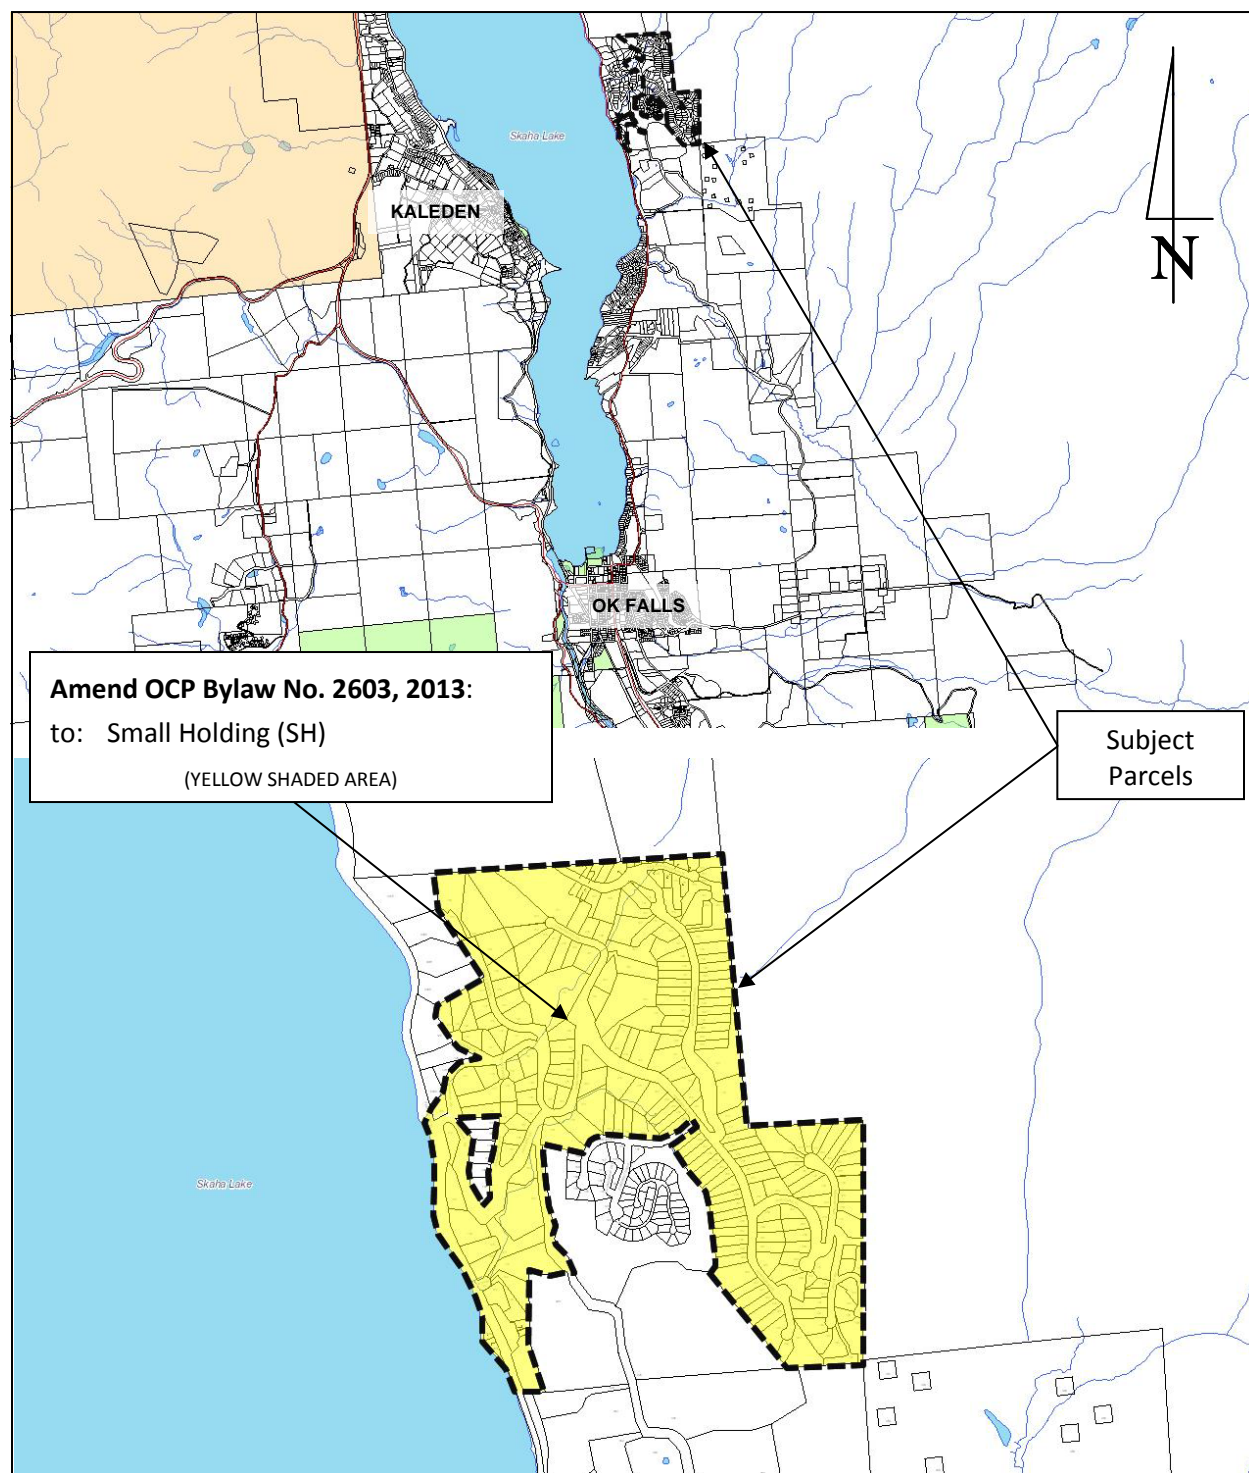 Skaha Lake
KALEDEN
N
OK FALLS
Amend OCP Bylaw No. 2603, 2013:
to: Small Holding (SH)
(YELLOW SHADED AREA)
Subject
Parcels
Skaha Lake